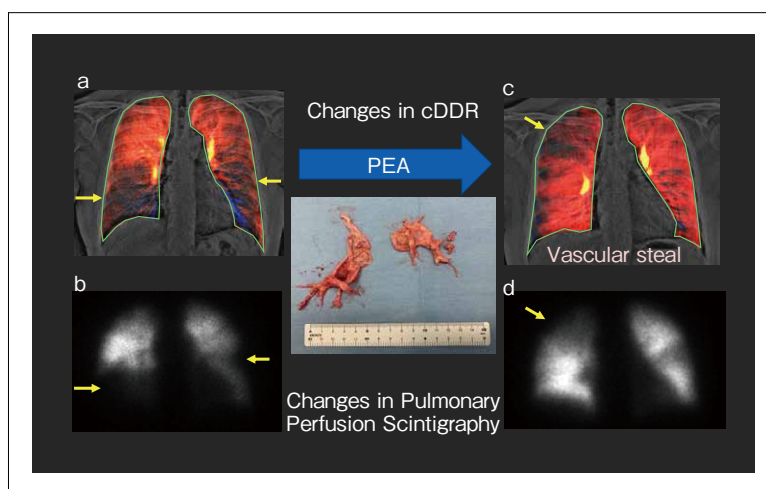 a
Changes in cDDR
c
PEA
Vascular steal
b
d
Changes in Pulmonary
Perfusion Scintigraphy